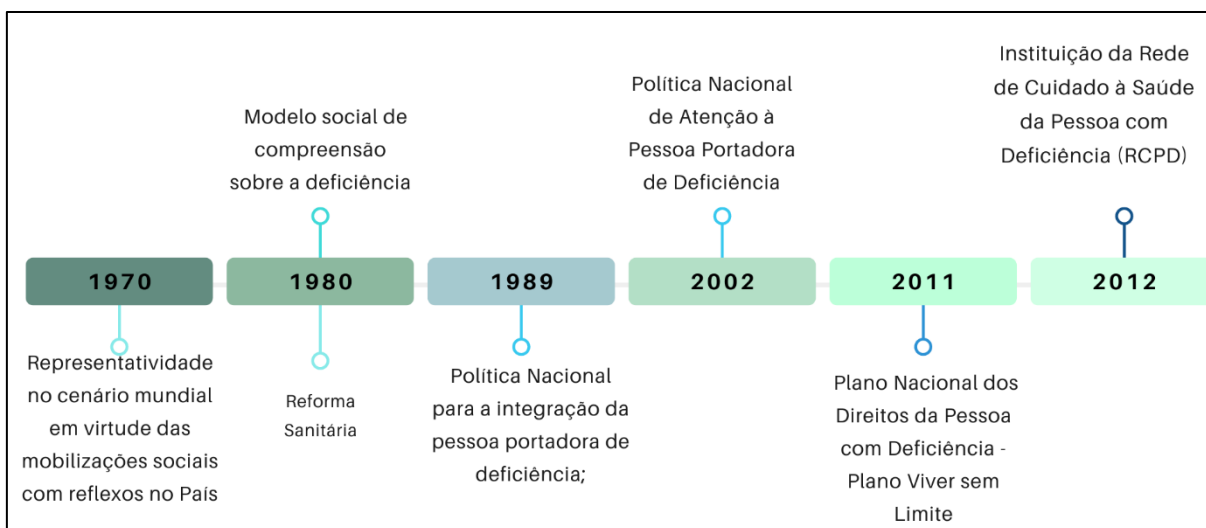 Modelo social de
compreensão
sobre a deficiência
Política Nacional
de Atenção à
Pessoa Portadora
de Deficiência
Instituição da Rede
de Cuidado à Saúde
da Pessoa com
Deficiência (RCPD)
1970
1980
1989
2002
2011
2012
Representatividade
no cenário mundial
em virtude das
mobilizações sociais
com reflexos no País
Reforma
Sanitária
Política Nacional
para a integração da
pessoa portadora de
deficiência;
Plano Nacional dos
Direitos da Pessoa
com Deficiência -
Plano Viver sem
Limite